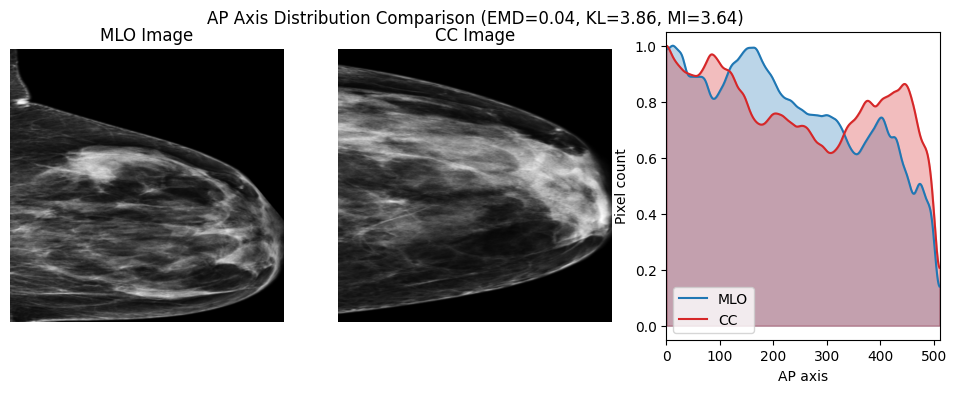 AP Axis Distribution Comparison (EMD=0.04, KL=3.86, MI=3.64)
MLO Image
CC Image
1.0
0.8
0.6
0.4
0.2
0.0
Pixel count
MLO
CC
0 100 200 300 400 500
AP axis